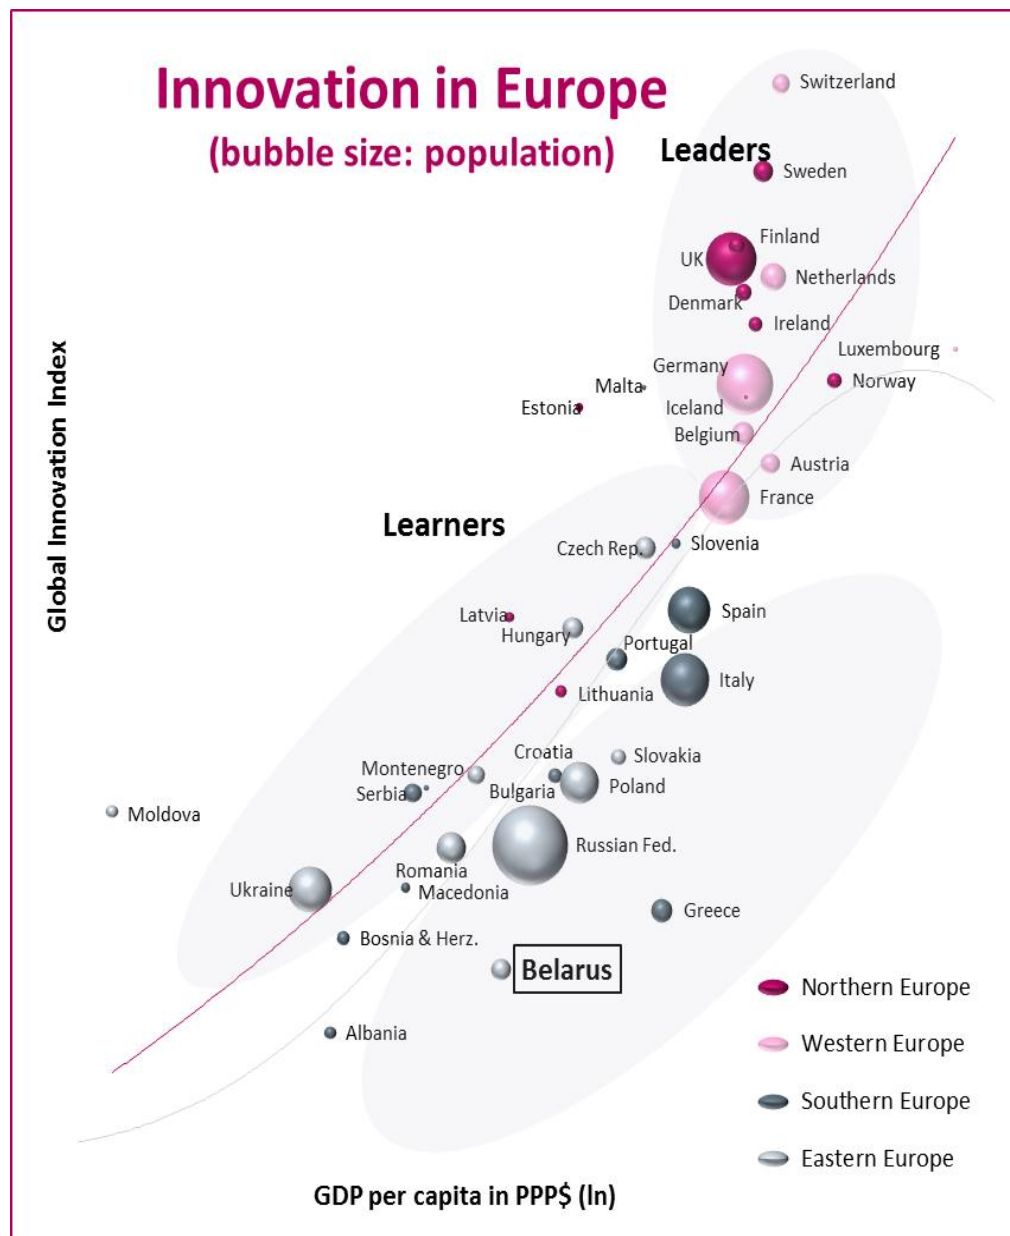 Innovation in Europe
(bubble size: population)
Leaders
Switzerland
Sweden
Finland
UK
Netherlands
Denmark
Ireland
Luxembourg
Germany
Norway
Malta
Estonia
Iceland
Belgium
Austria
France
Learners
Czech Rep.
Slovenia
Latvia
Spain
Hungary
Portugal
Italy
Lithuania
Croatia
Slovakia
Montenegro
Serbia
Bulgaria
Poland
Moldova
Russian Fed.
Romania
Ukraine
Macedonia
Greece
Bosnia & Herz.
Belarus
Albania
Global Innovation Index
Northern Europe
Western Europe
Southern Europe
Eastern Europe
GDP per capita in PPP$ (ln)